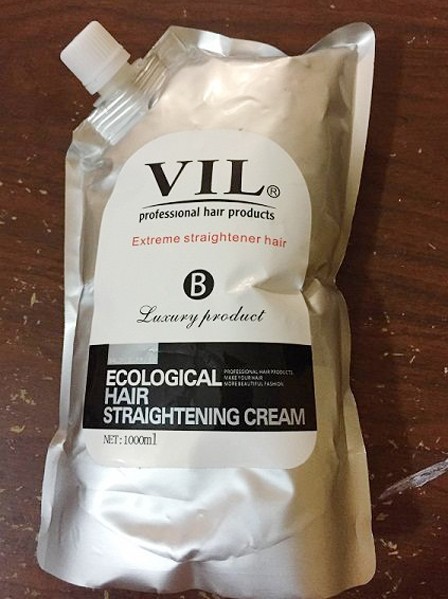 VIL®
professional hair products
Extreme straightener hair
B
Luxury product
ECOLOGICAL
PROFESSIONAL HAIR PRODUCTS,
MAKE YOUR HAIR
MORE BEAUTIFUL FASHION
HAIR
STRAIGHTENING CREAM
NET:1000ml